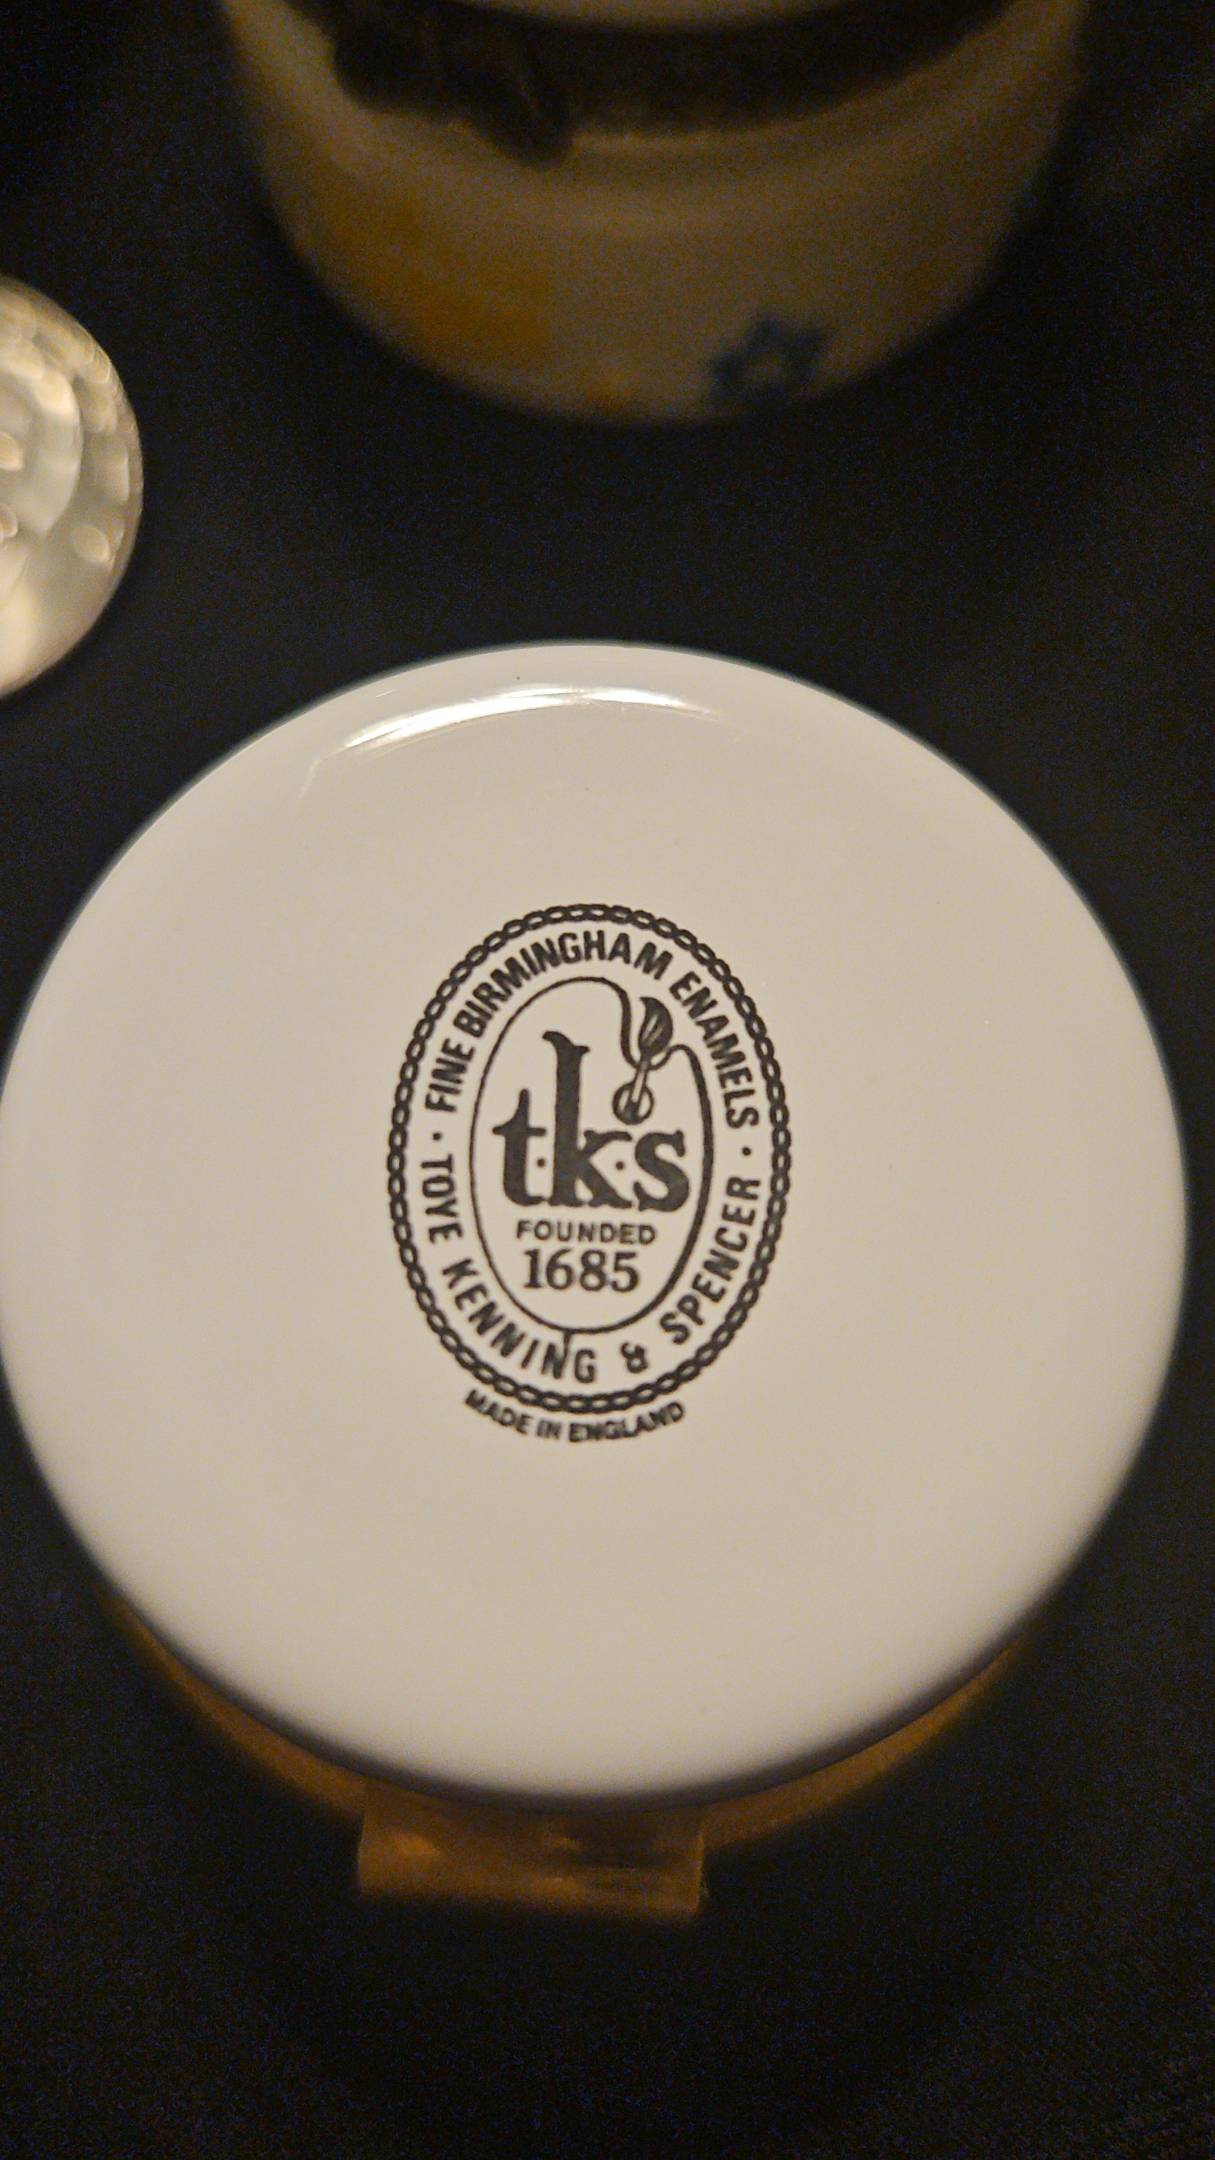 · FINE BIRMINGHAM ENAMELS ·
t·k·s
FOUNDED
1685
TOYE KENNING & SPENCER
MADE IN ENGLAND